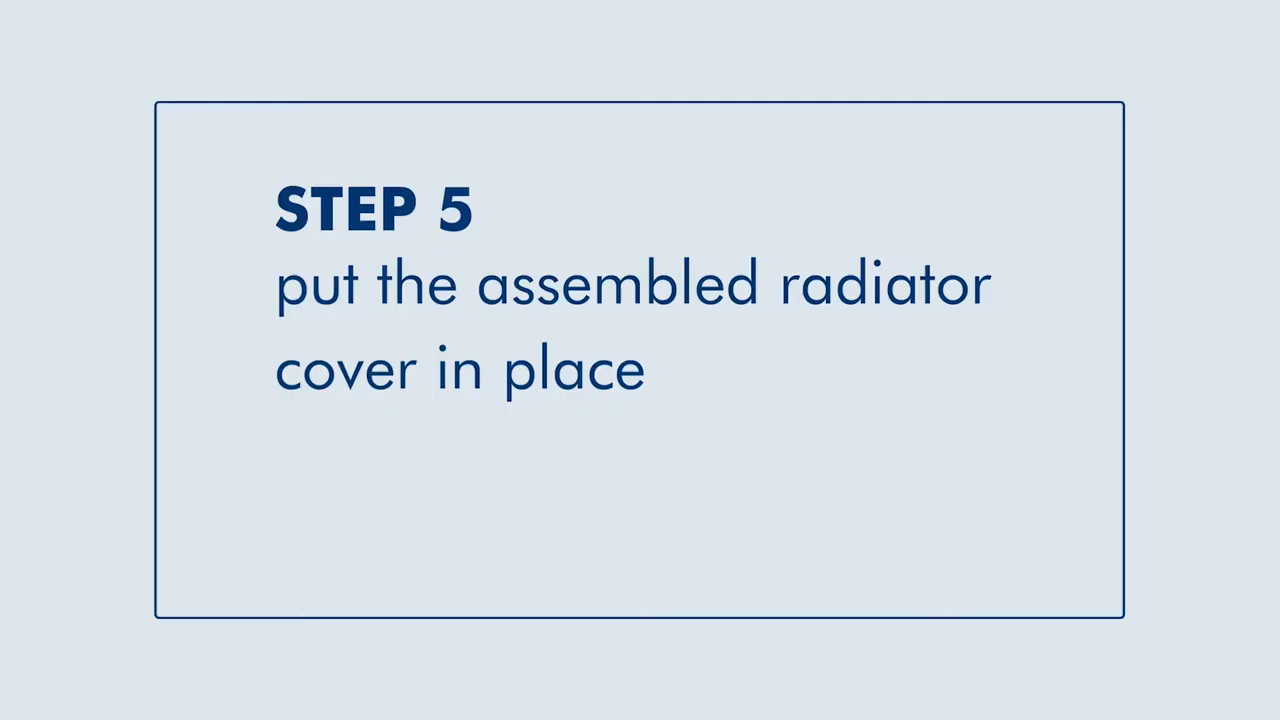 STEP 5
put the assembled radiator
cover in place